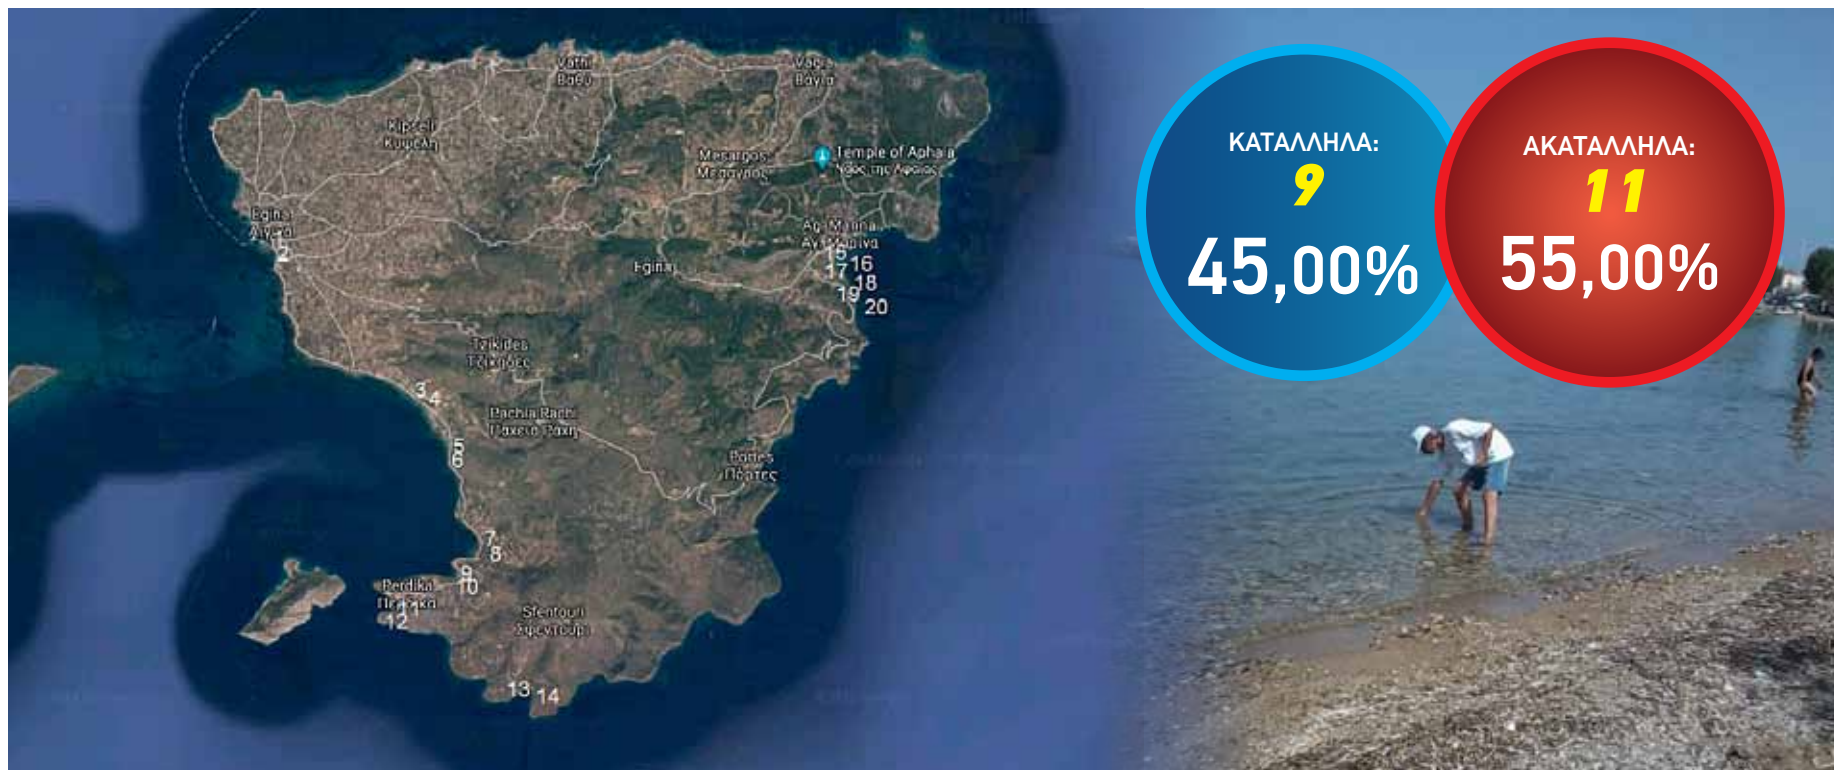 Vathi
Βαθύ
Vagia
Βάγια
Kipseli
Κυψέλη
Mesagros
Μεσαγρός
Temple of Aphaia
Ναός της Αφαίας
Egina
Αίγινα
1
2
Ag. Marina
Αγ. Μαρίνα
15
16
17
18
19
20
Egina
Tzikides
Τζίκηδες
3
4
Pachia Rachi
Παχειά Ράχη
5
6
Portes
Πόρτες
7
8
9
10
Perdika
Πέρδικα
11
12
Sfentouri
Σφεντούρι
13
14
ΚΑΤΑΛΛΗΛΑ:
9
45,00%
ΑΚΑΤΑΛΛΗΛΑ:
11
55,00%